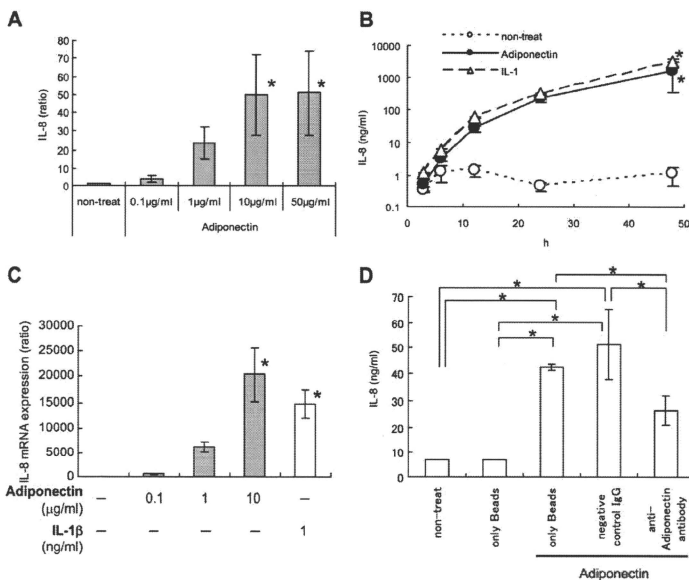 A
IL-8 (ratio)
80
70
60
50
40
30
20
10
0
*
*
non-treat
0.1μg/ml
1μg/ml
10μg/ml
50μg/ml
Adiponectin
B
non-treat
Adiponectin
IL-1
IL-8 (ng/ml)
10000
1000
100
10
1
0.1
*
*
0
10
20
30
40
50
h
C
IL-8 mRNA expression (ratio)
30000
25000
20000
15000
10000
5000
0
*
*
Adiponectin – 0.1 1 10 –
(μg/ml)
IL-1β – – – – 1
(ng/ml)
D
IL-8 (ng/ml)
70
60
50
40
30
20
10
0
*
*
*
*
*
non-treat
only Beads
only Beads
negative control IgG
anti-Adiponectin antibody
Adiponectin